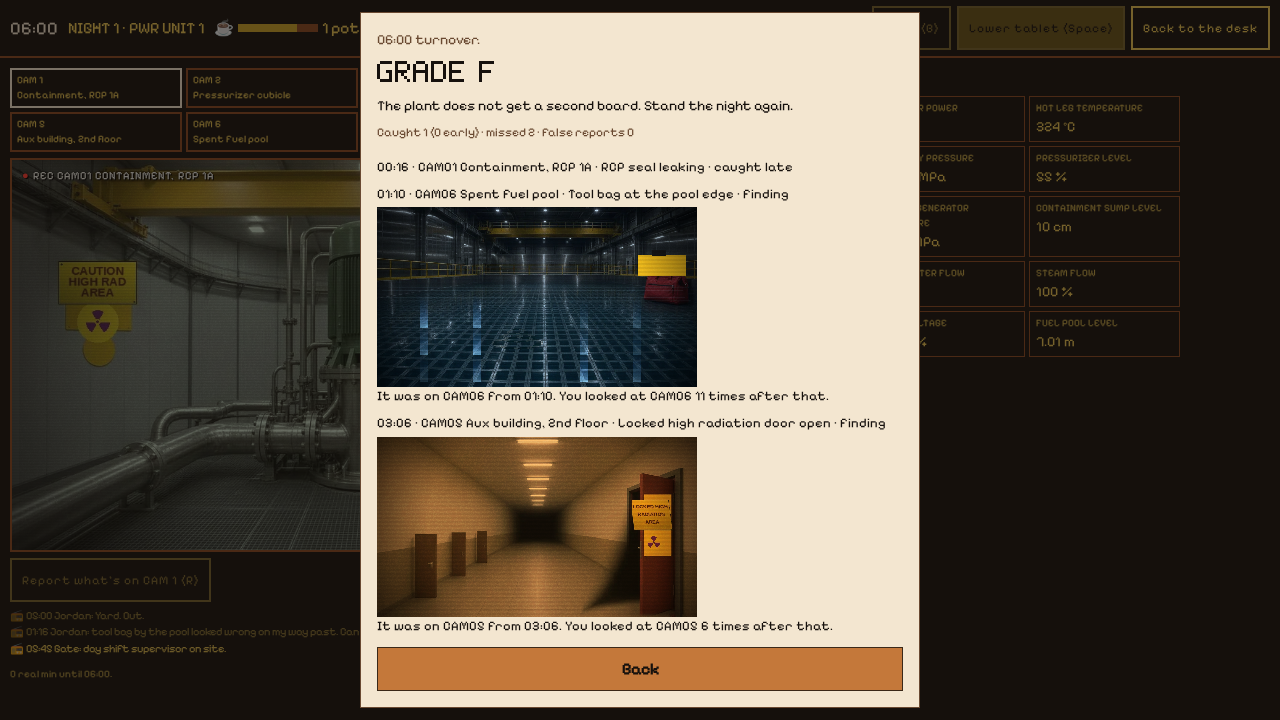 06:00 NIGHT 1 · PWR UNIT 1 1 pot
Lower tablet (Space)
Back to the desk
CAM 1
Containment, RCP 1A
CAM 2
Pressurizer cubicle
CAM 5
Aux building, 2nd floor
CAM 6
Spent fuel pool
REC CAM01 CONTAINMENT, RCP 1A
CAUTION
HIGH RAD
AREA
Report what's on CAM 1 (R)
05:00 Jordan: Yard. Out.
01:16 Jordan: tool bag by the pool looked wrong on my way past. Can
05:45 Gate: day shift supervisor on site.
0 real min until 06:00.
06:00 turnover.
GRADE F
The plant does not get a second board. Stand the night again.
Caught 1 (0 early) · missed 2 · false reports 0
00:16 · CAM01 Containment, RCP 1A · RCP seal leaking · caught late
01:10 · CAM06 Spent fuel pool · Tool bag at the pool edge · finding
It was on CAM06 from 01:10. You looked at CAM06 11 times after that.
03:06 · CAM05 Aux building, 2nd floor · Locked high radiation door open · finding
LOCKED HIGH
RADIATION
AREA
It was on CAM05 from 03:06. You looked at CAM05 6 times after that.
Back
POWER
HOT LEG TEMPERATURE
324 °C
PRESSURE
MPa
PRESSURIZER LEVEL
55 %
CONTAINMENT SUMP LEVEL
10 cm
STEAM FLOW
100 %
FUEL POOL LEVEL
7.01 m